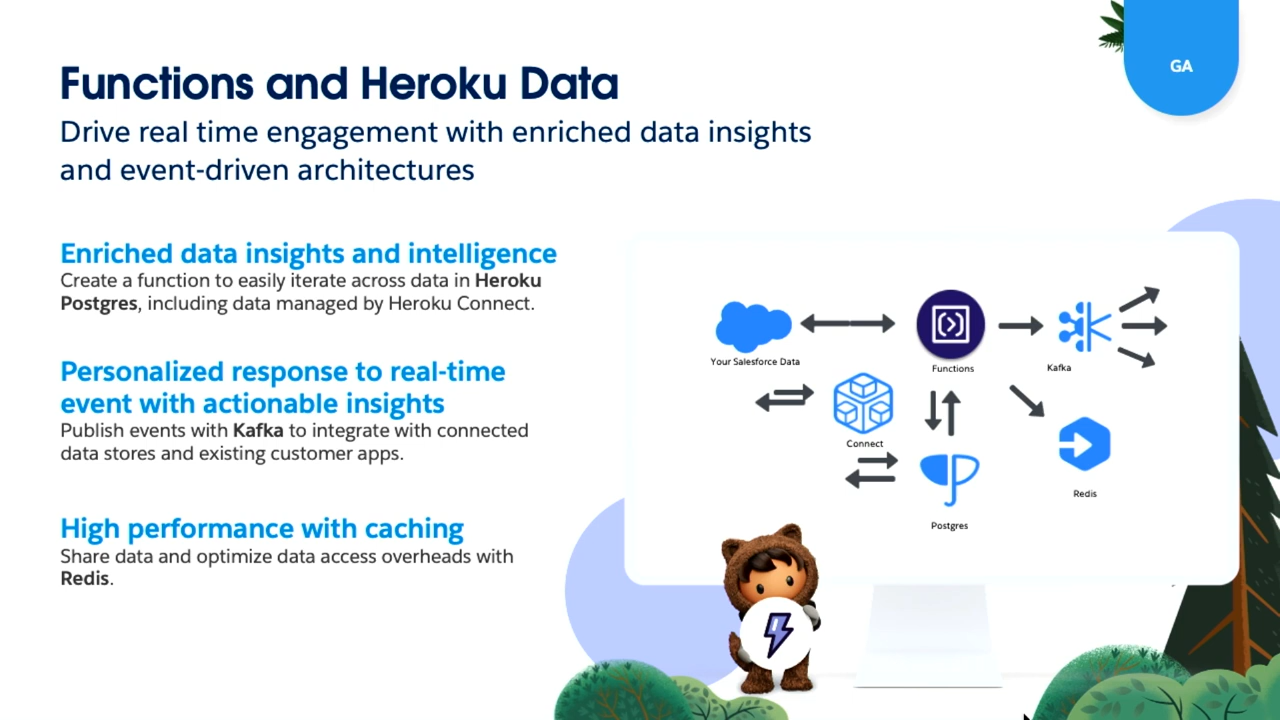 GA
Functions and Heroku Data
Drive real time engagement with enriched data insights
and event-driven architectures
Enriched data insights and intelligence
Create a function to easily iterate across data in Heroku
Postgres, including data managed by Heroku Connect.
Personalized response to real-time
event with actionable insights
Publish events with Kafka to integrate with connected
data stores and existing customer apps.
High performance with caching
Share data and optimize data access overheads with
Redis.
Your Salesforce Data
Functions
Kafka
Connect
Redis
Postgres